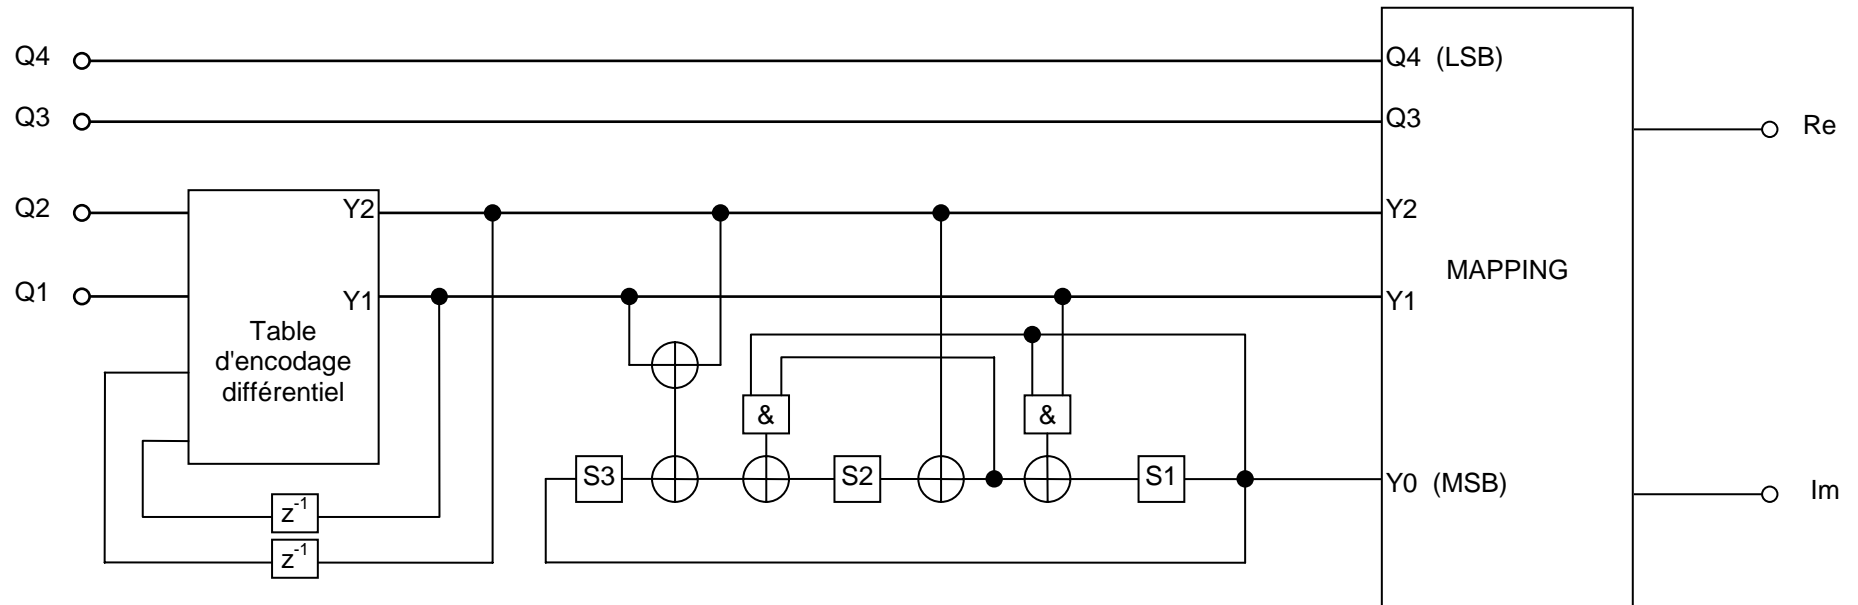 Q4
Q4 (LSB)
Q3
Q3
Re
Q2
Y2
Y2
MAPPING
Q1
Y1
Y1
Table
d'encodage
différentiel
&
&
S3
S2
S1
Y0 (MSB)
Im
z-1
z-1